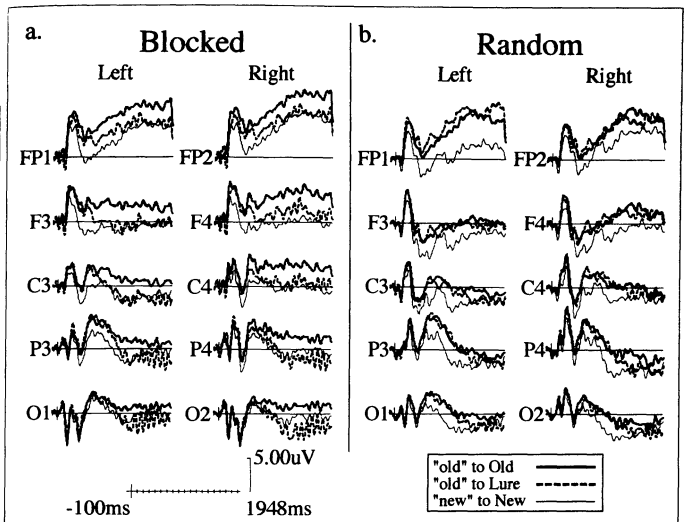 a.
Blocked
Left
Right
FP1
FP2
F3
F4
C3
C4
P3
P4
O1
O2
b.
Random
Left
Right
FP1
FP2
F3
F4
C3
C4
P3
P4
O1
O2
-5.00uV
-100ms
1948ms
"old" to Old
"old" to Lure
"new" to New